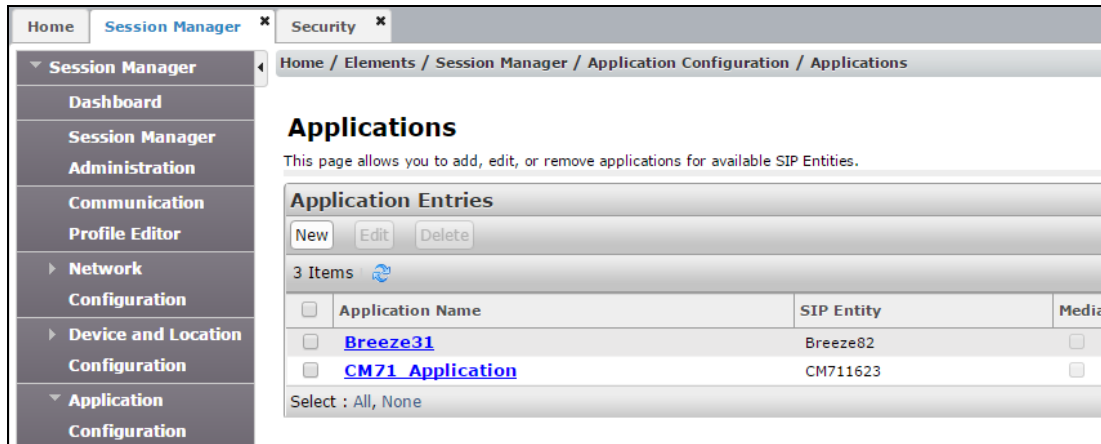 Home
Session Manager ×
Security ×
Session Manager
Dashboard
Session Manager
Administration
Communication
Profile Editor
Network
Configuration
Device and Location
Configuration
Application
Configuration
Home / Elements / Session Manager / Application Configuration / Applications
Applications
This page allows you to add, edit, or remove applications for available SIP Entities.
Application Entries
New Edit Delete
3 Items
Application Name SIP Entity Media
Breeze31 Breeze82
CM71_Application CM711623
Select : All, None